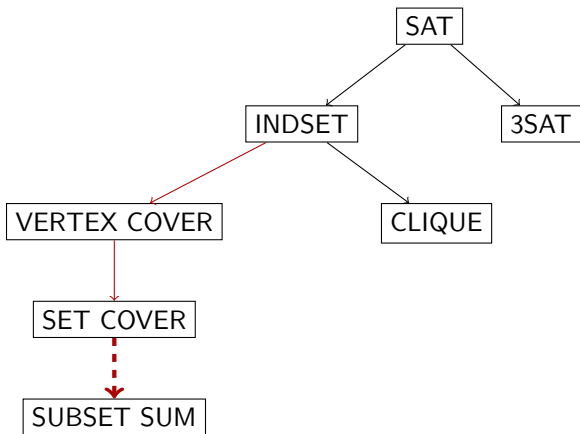 SAT
INDSET
3SAT
VERTEX COVER
CLIQUE
SET COVER
SUBSET SUM